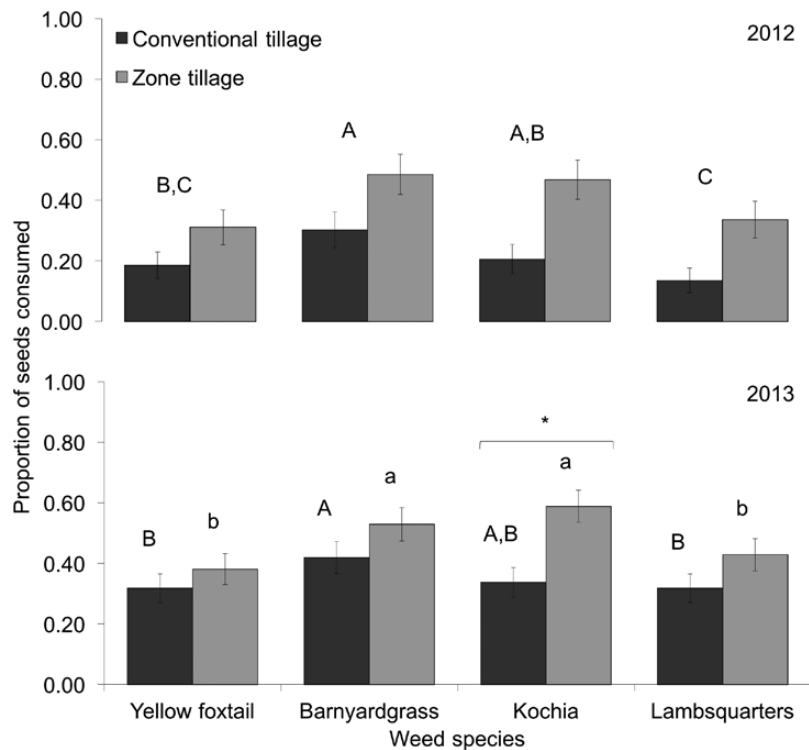 1.00
2012
Conventional tillage
Zone tillage
0.80
0.60
A
A,B
B,C
C
0.40
0.20
0.00
Proportion of seeds consumed
1.00
2013
0.80
*
0.60
a
a
A
b
A,B
b
B
B
0.40
0.20
0.00
Yellow foxtail Barnyardgrass Kochia Lambsquarters
Weed species